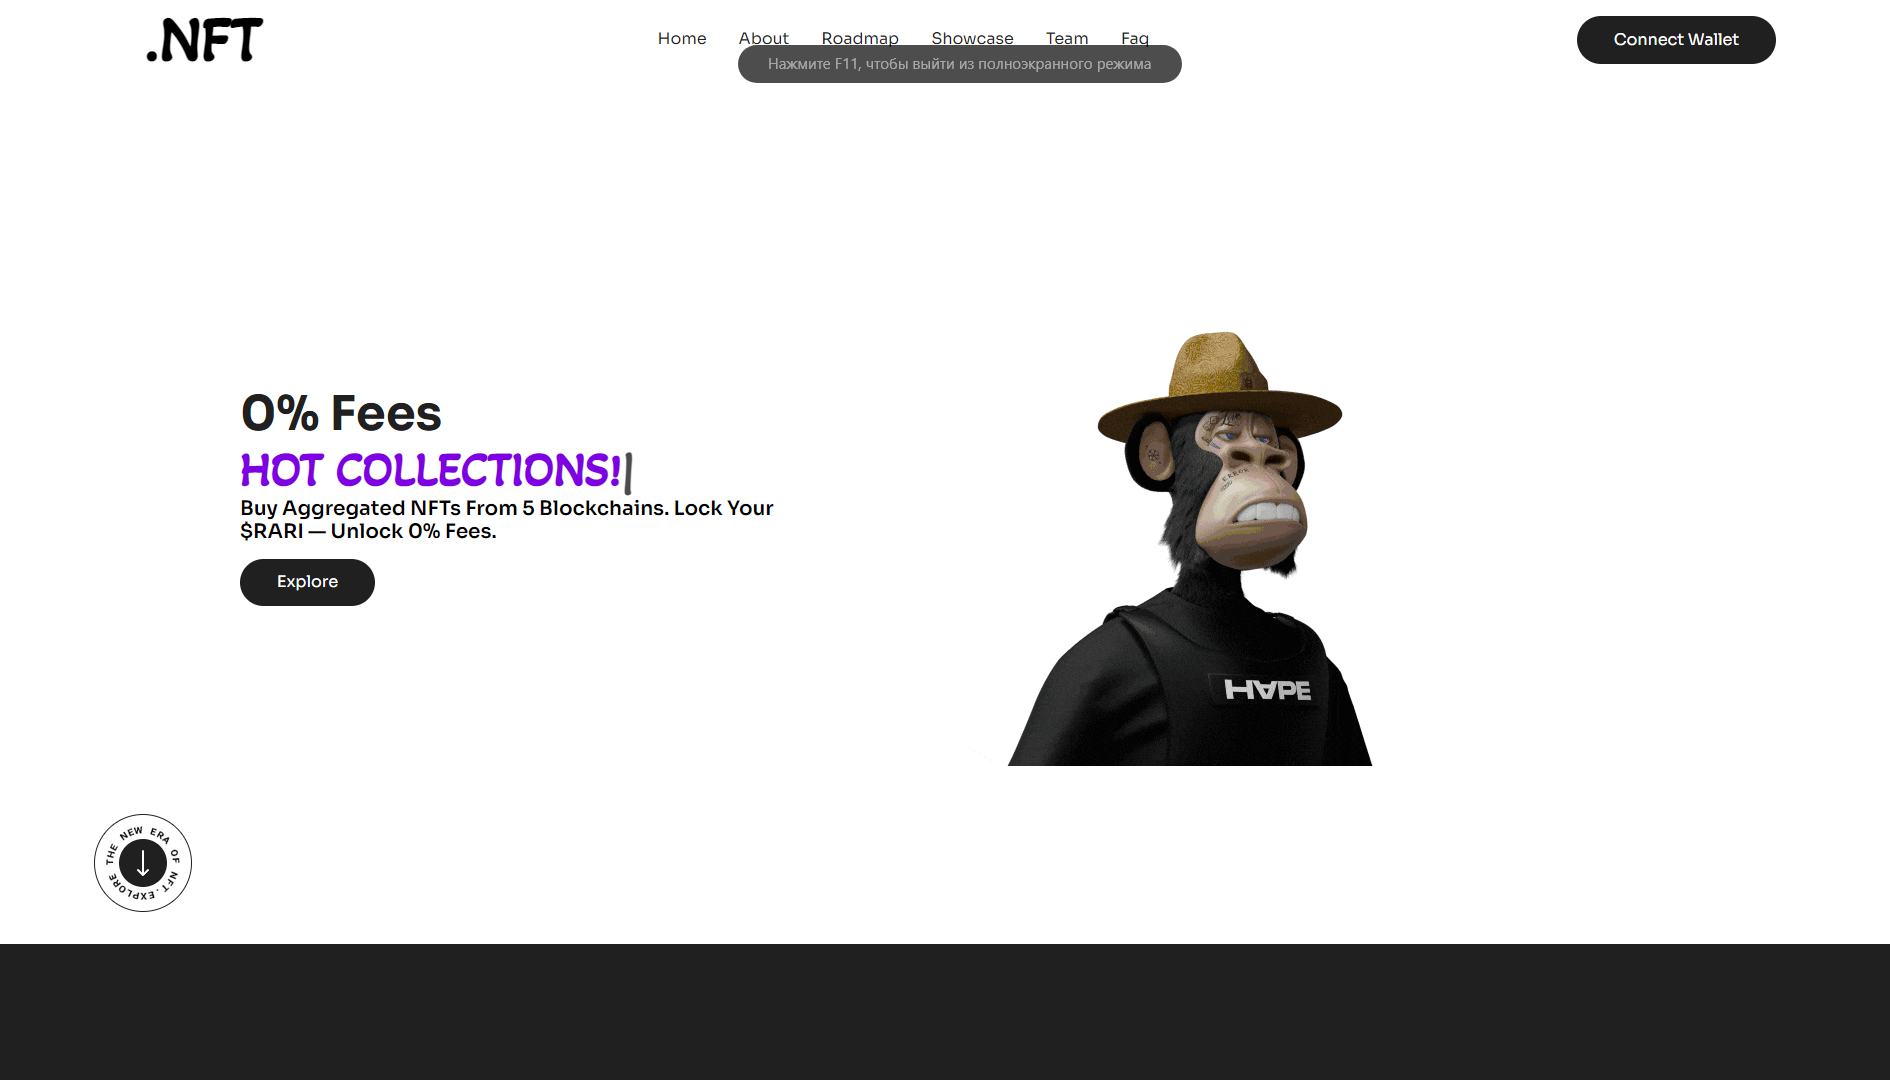 .NFT
Home About Roadmap Showcase Team Faq
Connect Wallet
Нажмите F11, чтобы выйти из полноэкранного режима
0% Fees
HOT COLLECTIONS!
Buy Aggregated NFTs From 5 Blockchains. Lock Your
$RARI — Unlock 0% Fees.
Explore
ERROR
HAPE
EXPLORE THE NEW ERA OF NFT.